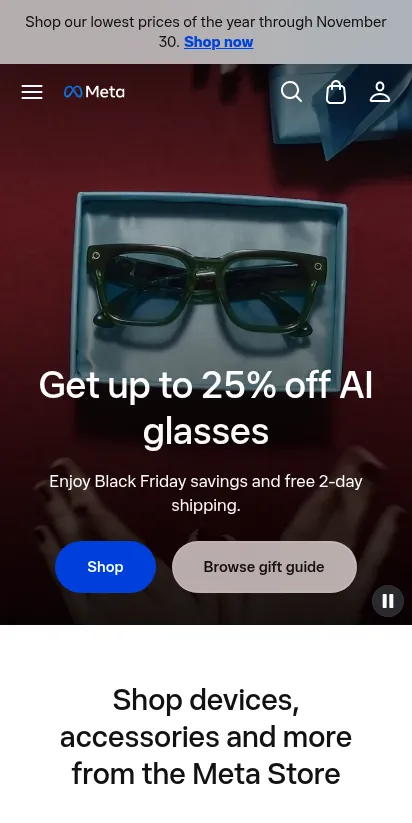 Shop our lowest prices of the year through November
30. Shop now
Meta
Get up to 25% off AI
glasses
Enjoy Black Friday savings and free 2-day
shipping.
Shop
Browse gift guide
Shop devices,
accessories and more
from the Meta Store